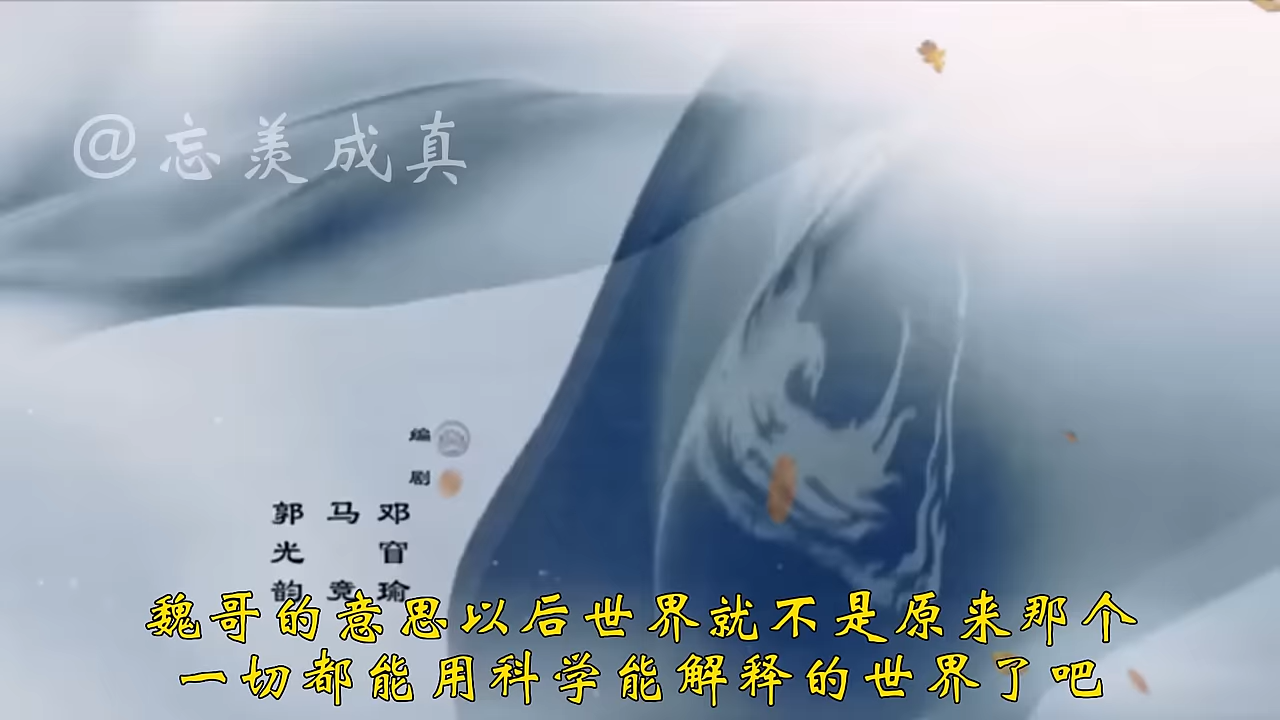 @忘羡成真
编剧
邓窅瑜
马竞
郭光韵
魏哥的意思以后世界就不是原来那个
一切都能用科学能解释的世界了吧